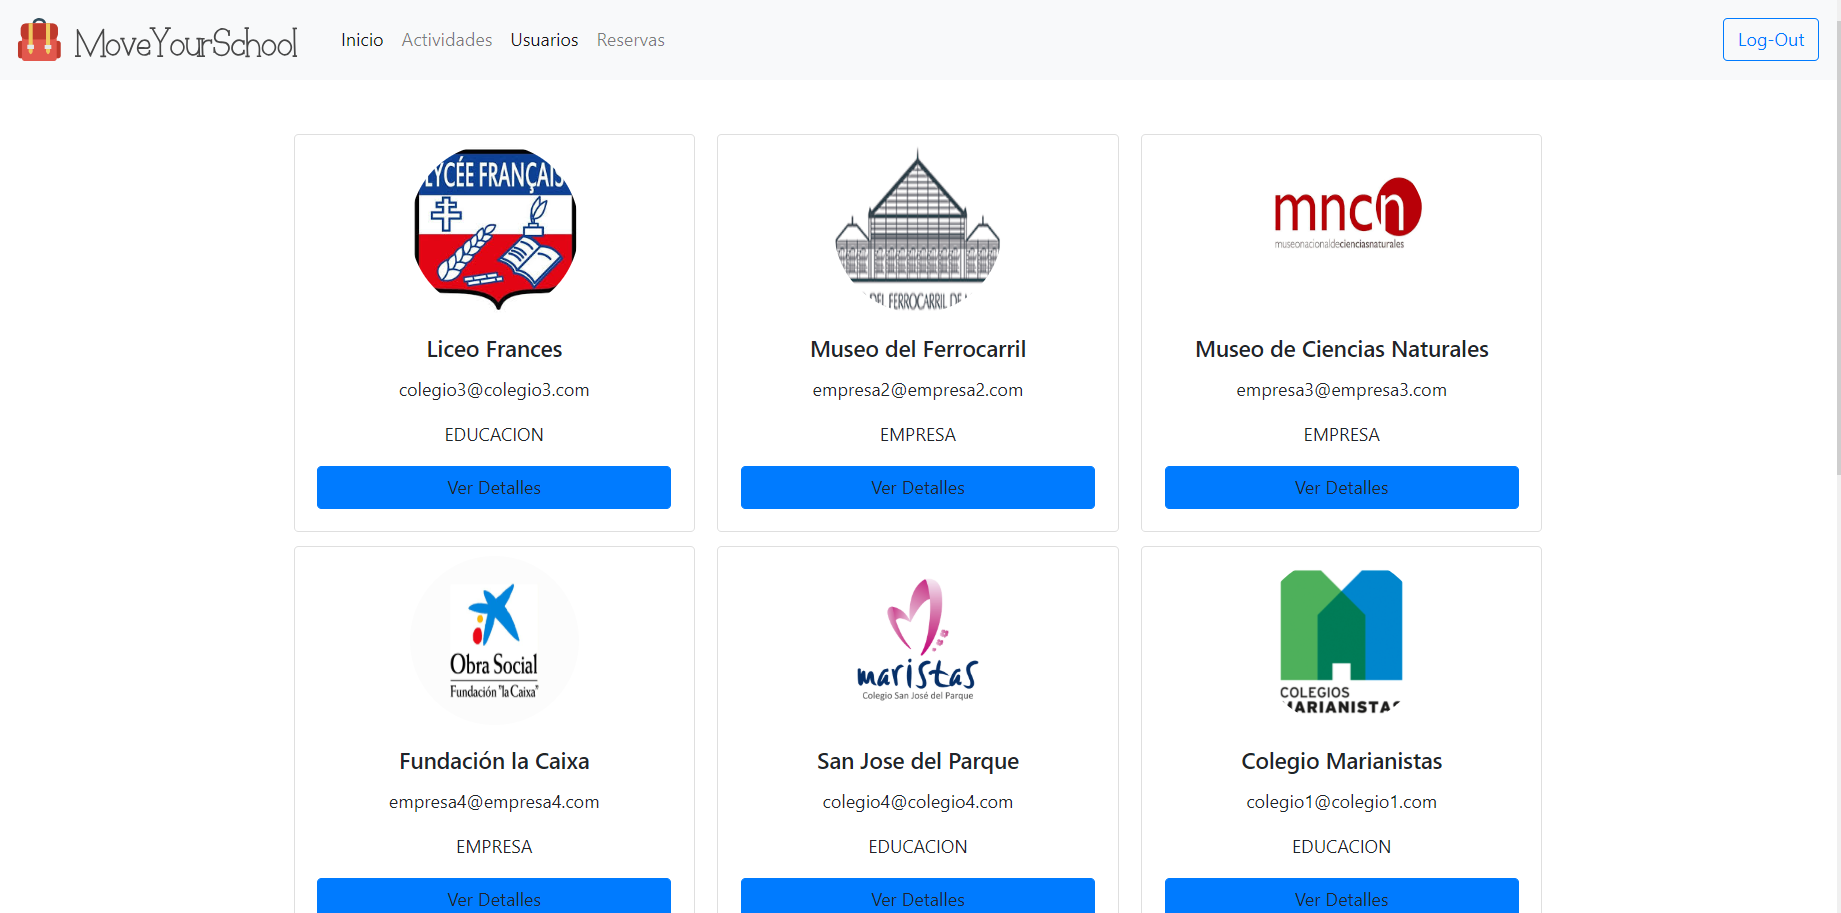 MoveYourSchool
Inicio Actividades Usuarios Reservas
Log-Out
LYCÉE FRANÇAIS
DEL FERROCARRIL DE
mncn
museonacionaldecienciasnaturales
Liceo Frances
Museo del Ferrocarril
Museo de Ciencias Naturales
colegio3@colegio3.com
empresa2@empresa2.com
empresa3@empresa3.com
EDUCACION
EMPRESA
EMPRESA
Ver Detalles
Ver Detalles
Ver Detalles
Obra Social
Fundación "la Caixa"
maristas
Colegio San José del Parque
COLEGIOS
MARIANISTAS
Fundación la Caixa
San Jose del Parque
Colegio Marianistas
empresa4@empresa4.com
colegio4@colegio4.com
colegio1@colegio1.com
EMPRESA
EDUCACION
EDUCACION
Ver Detalles
Ver Detalles
Ver Detalles